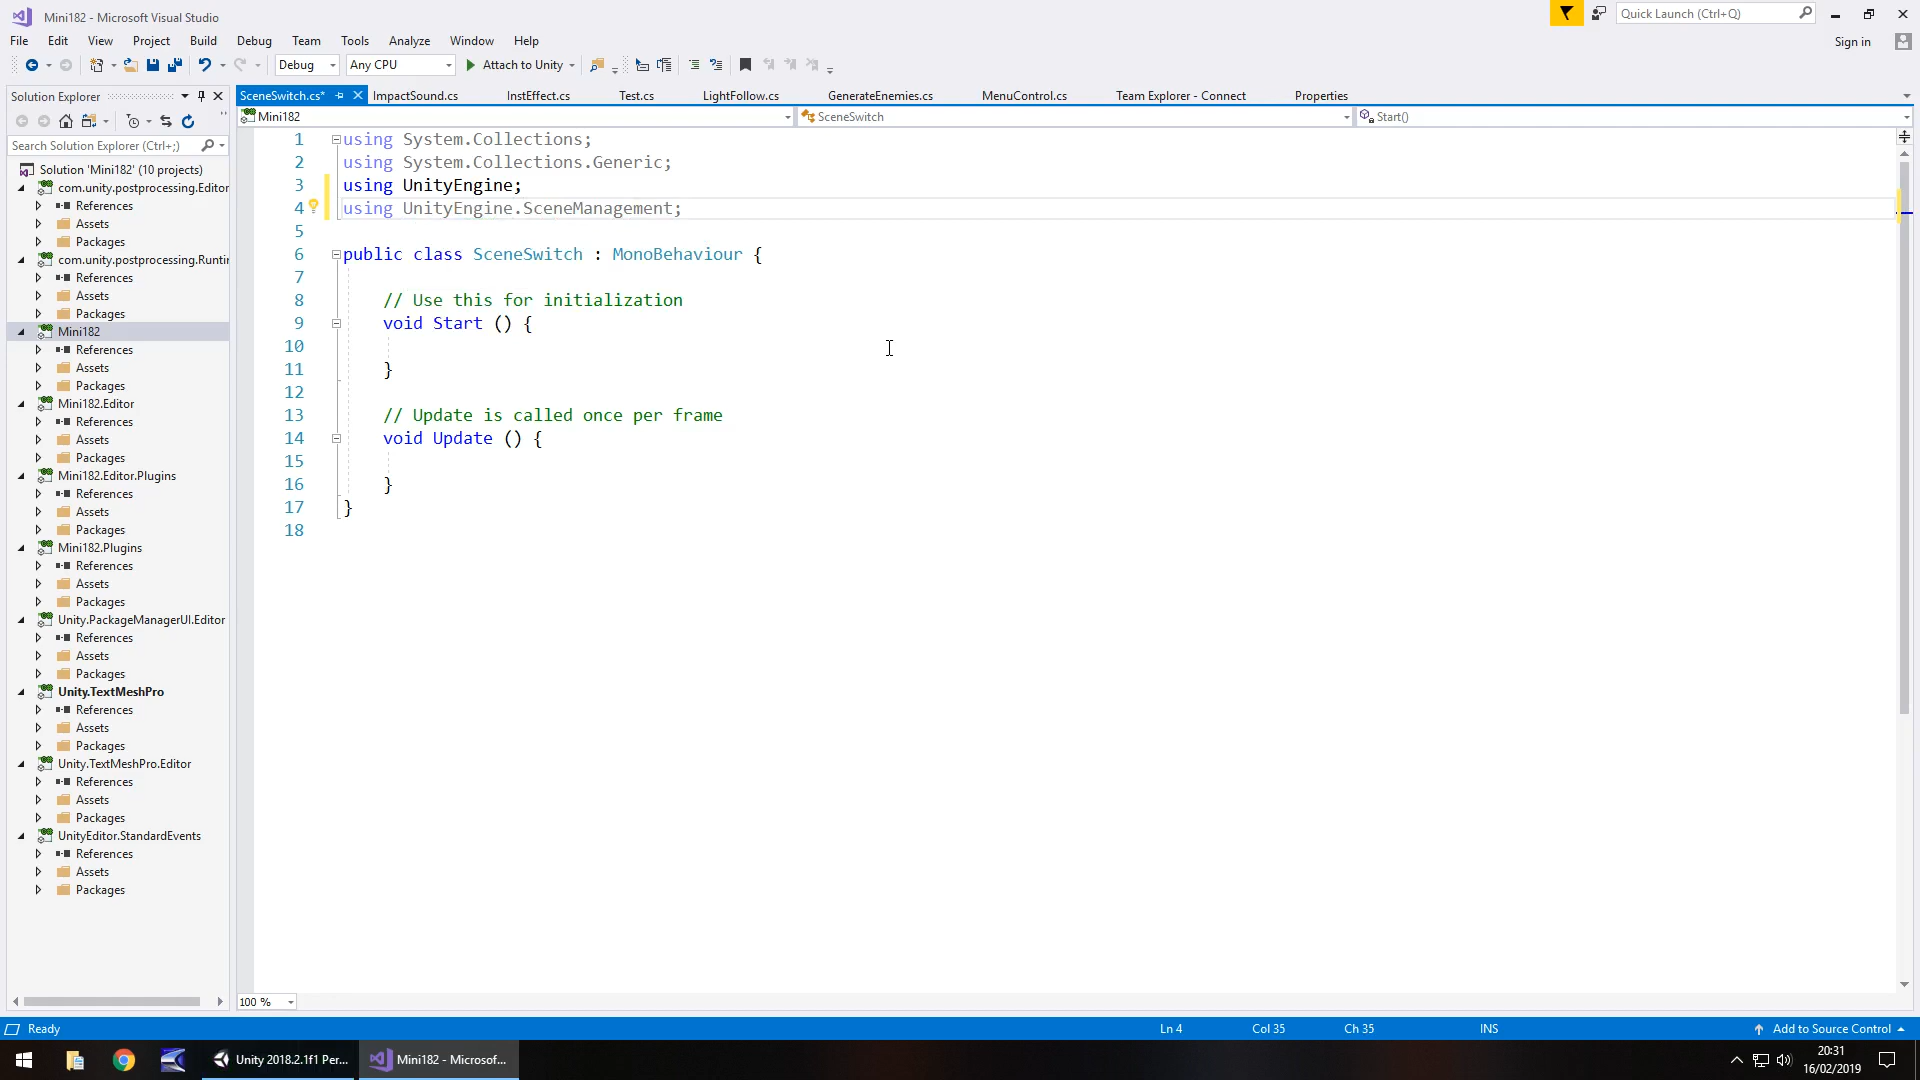 Mini182 - Microsoft Visual Studio
Quick Launch (Ctrl+Q)
File Edit View Project Build Debug Team Tools Analyze Window Help
Sign in
Debug Any CPU Attach to Unity
Solution Explorer
SceneSwitch.cs* ImpactSound.cs InstEffect.cs Test.cs LightFollow.cs GenerateEnemies.cs MenuControl.cs Team Explorer - Connect Properties
Mini182 SceneSwitch Start()
Search Solution Explorer (Ctrl+;)
Solution 'Mini182' (10 projects)
com.unity.postprocessing.Editor
References
Assets
Packages
com.unity.postprocessing.Runtir
References
Assets
Packages
Mini182
References
Assets
Packages
Mini182.Editor
References
Assets
Packages
Mini182.Editor.Plugins
References
Assets
Packages
Mini182.Plugins
References
Assets
Packages
Unity.PackageManagerUI.Editor
References
Assets
Packages
Unity.TextMeshPro
References
Assets
Packages
Unity.TextMeshPro.Editor
References
Assets
Packages
UnityEditor.StandardEvents
References
Assets
Packages
1 using System.Collections;
2 using System.Collections.Generic;
3 using UnityEngine;
4 using UnityEngine.SceneManagement;
5
6 public class SceneSwitch : MonoBehaviour {
7
8 // Use this for initialization
9 void Start () {
10
11 }
12
13 // Update is called once per frame
14 void Update () {
15
16 }
17 }
18
100 %
Ready Ln 4 Col 35 Ch 35 INS Add to Source Control
Unity 2018.2.1f1 Per... Mini182 - Microsof...
20:31
16/02/2019